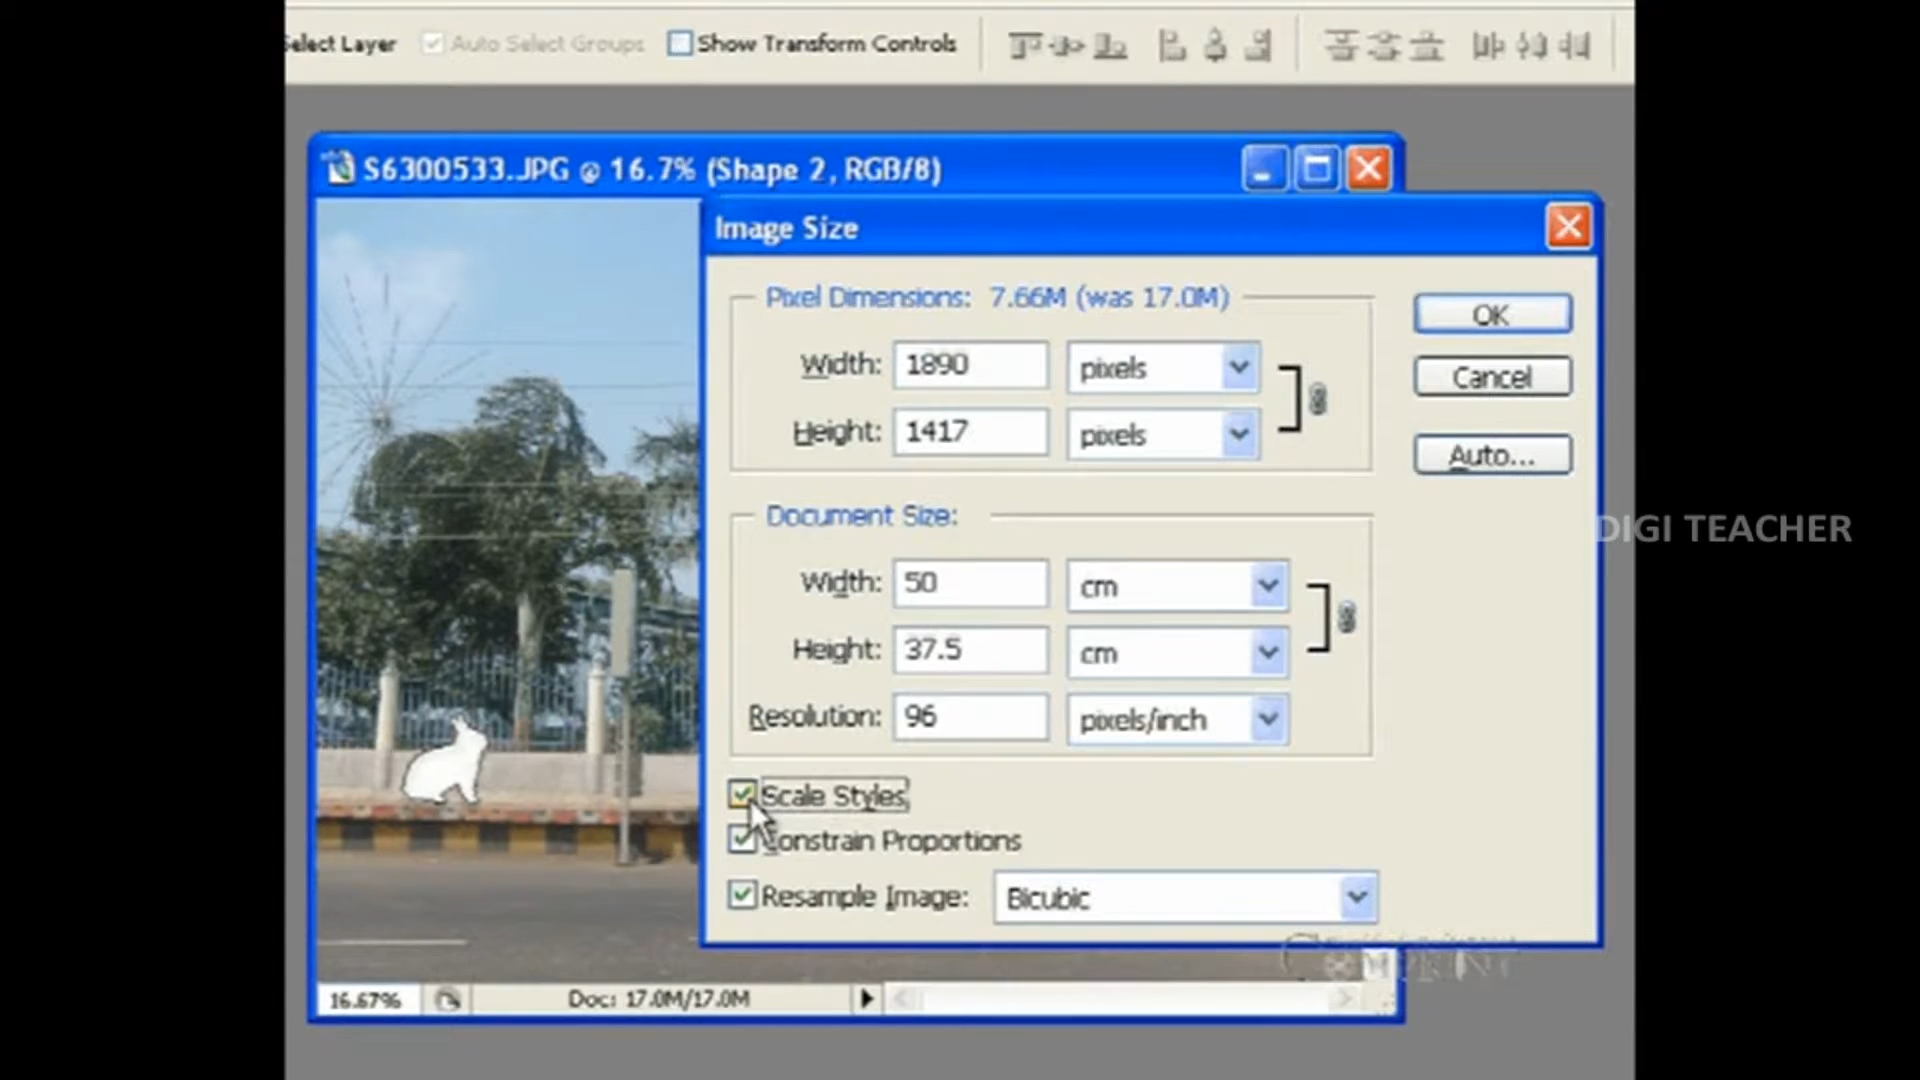 Select Layer Auto Select Groups Show Transform Controls
S6300533.JPG @ 16.7% (Shape 2, RGB/8)
Image Size
Pixel Dimensions: 7.66M (was 17.0M)
OK
Width: 1890 pixels
Cancel
Height: 1417 pixels
Auto...
Document Size:
DIGI TEACHER
Width: 50 cm
Height: 37.5 cm
Resolution: 96 pixels/inch
Scale Styles
Constrain Proportions
Resample Image: Bicubic
16.67% Doc: 17.0M/17.0M